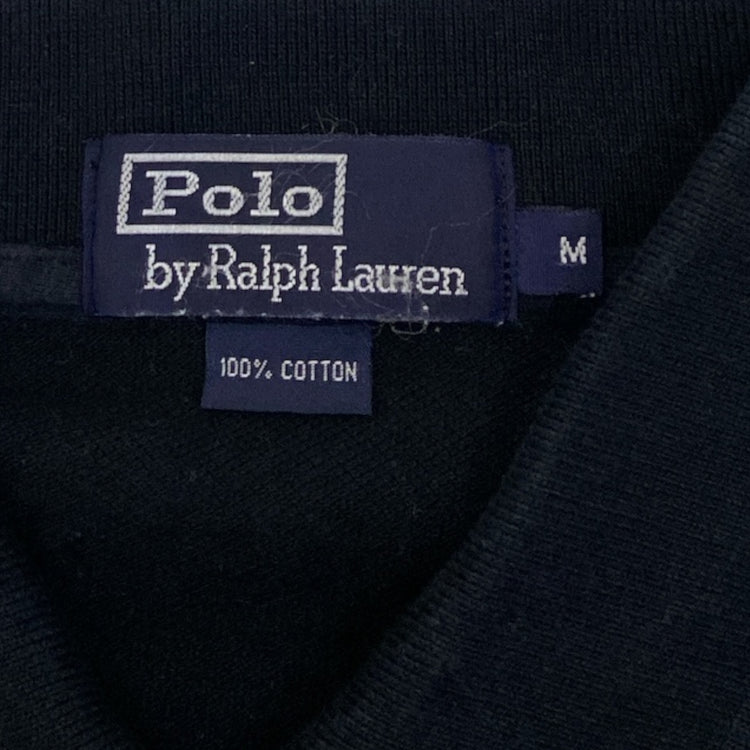 Polo
by Ralph Lauren
M
100% COTTON